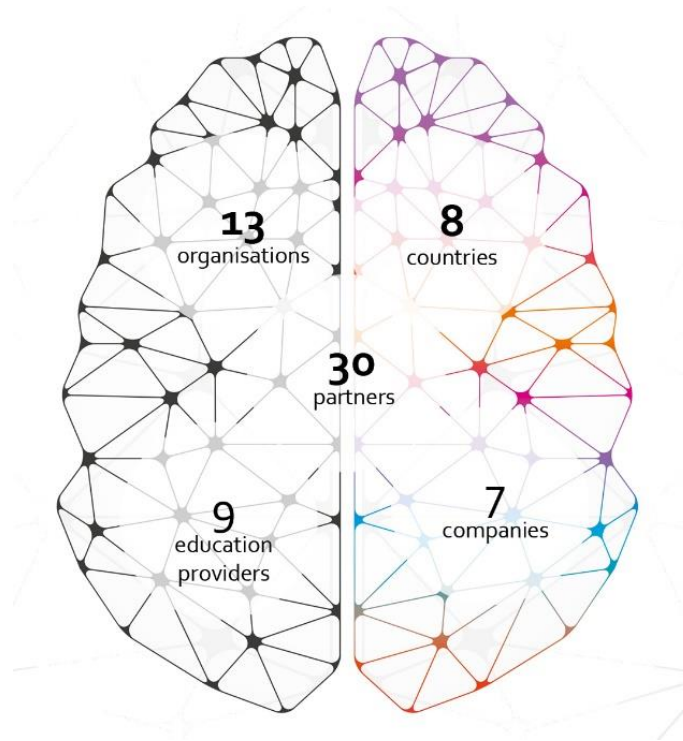 13
organisations
8
countries
30
partners
9
education
providers
7
companies